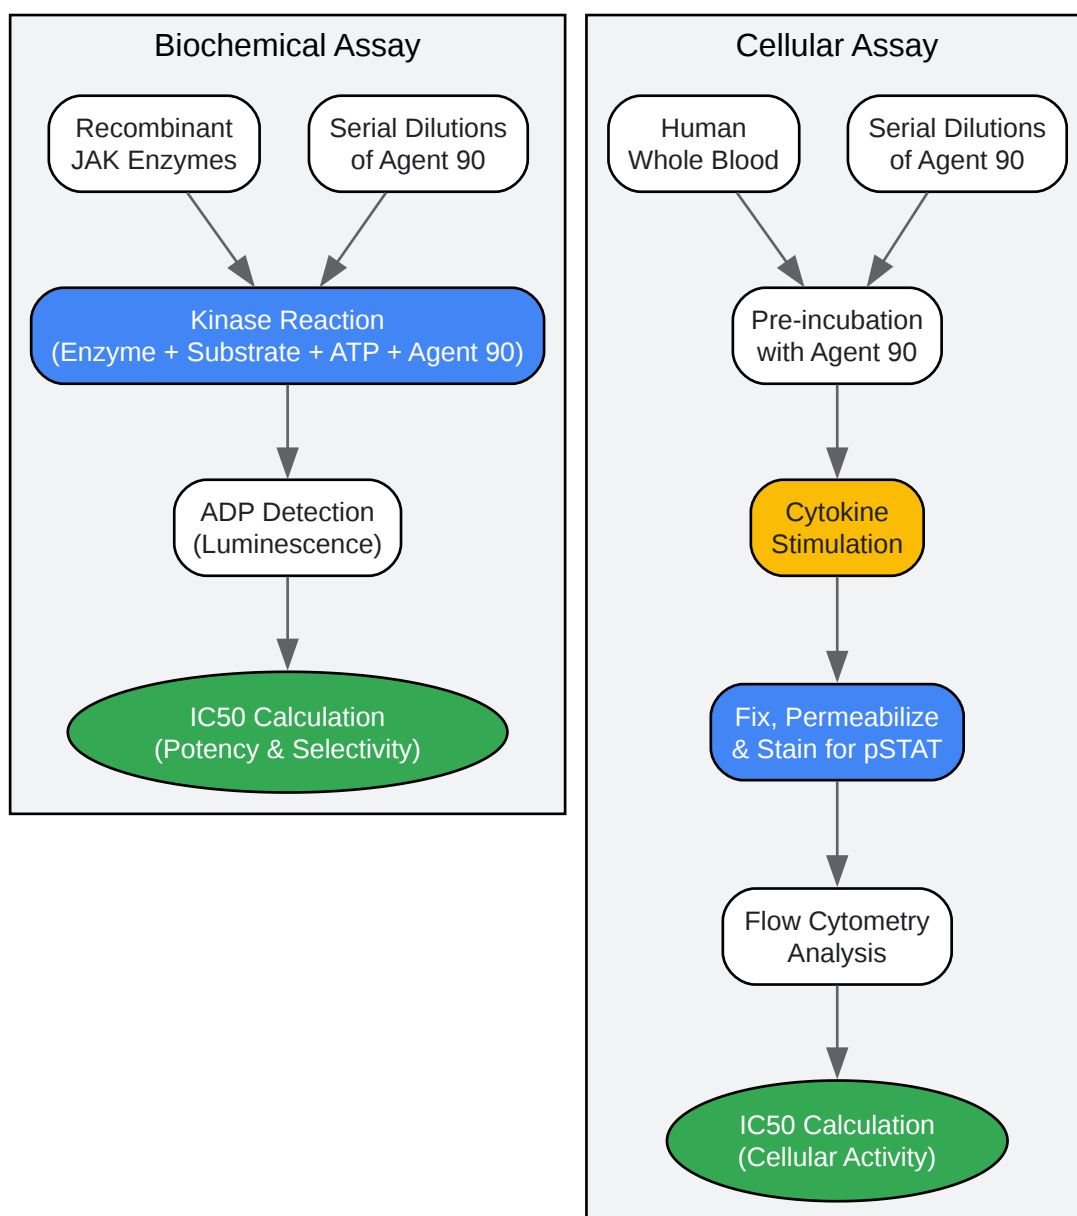 Biochemical Assay
Recombinant
JAK Enzymes
Serial Dilutions
of Agent 90
Kinase Reaction
(Enzyme + Substrate + ATP + Agent 90)
ADP Detection
(Luminescence)
IC50 Calculation
(Potency & Selectivity)
Cellular Assay
Human
Whole Blood
Serial Dilutions
of Agent 90
Pre-incubation
with Agent 90
Cytokine
Stimulation
Fix, Permeabilize
& Stain for pSTAT
Flow Cytometry
Analysis
IC50 Calculation
(Cellular Activity)